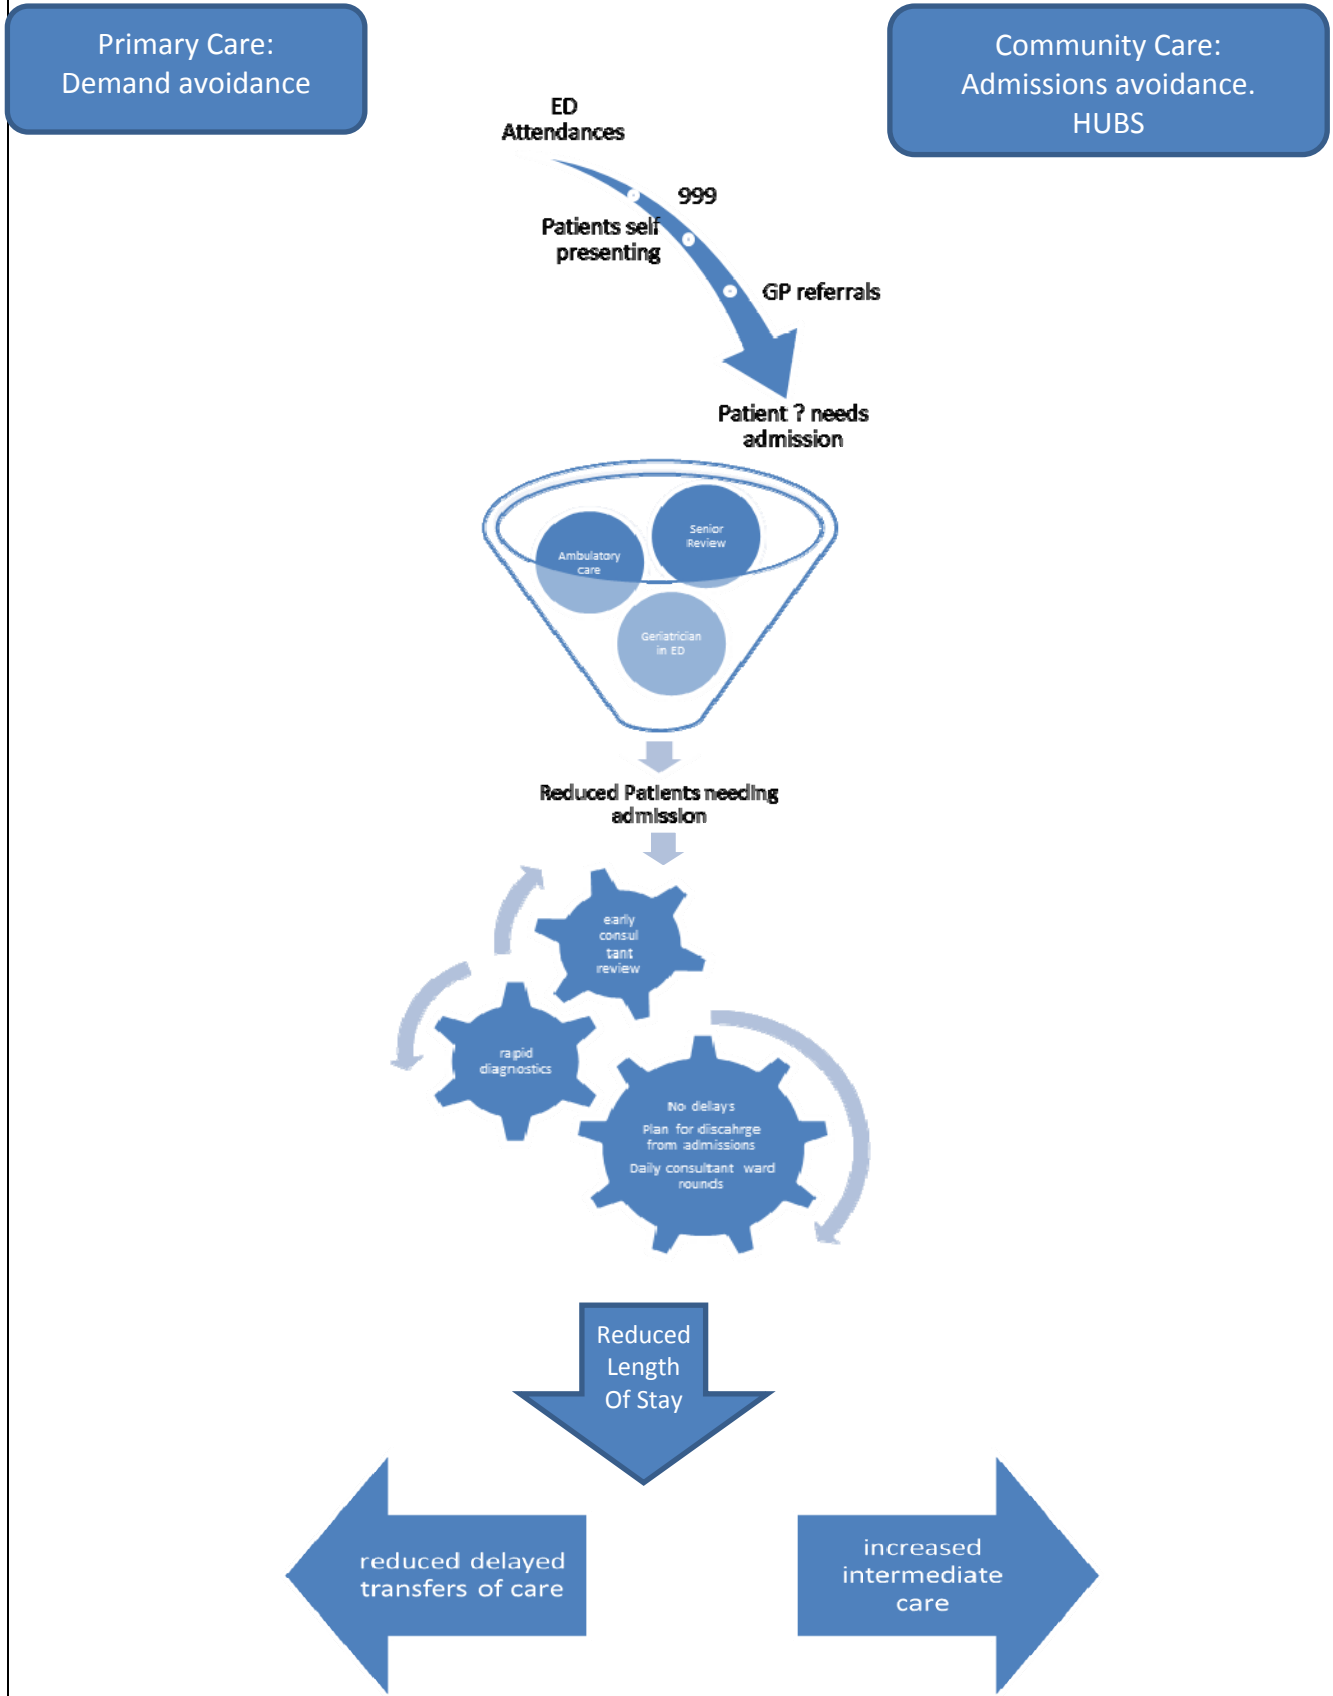 Primary Care:
Demand avoidance
Community Care:
Admissions avoidance.
HUBS
ED
Attendances
999
Patients self
presenting
GP referrals
Patient ? needs
admission
Senior
Review
Ambulatory
care
Geriatrician
in ED
Reduced Patients needing
admission
early
consul
tant
review
rapid
diagnostics
No delays
Plan for discahrge
from admissions
Daily consultant ward
rounds
Reduced
Length
Of Stay
reduced delayed
transfers of care
increased
intermediate
care